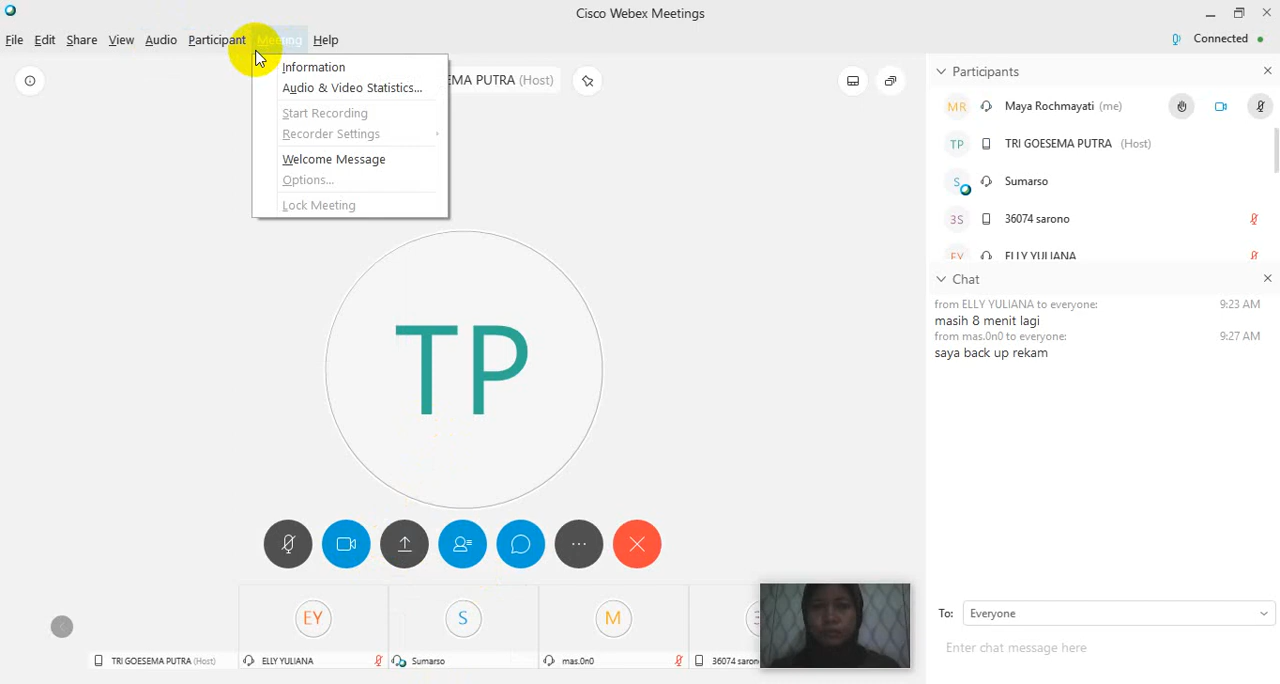 Cisco Webex Meetings
File Edit Share View Audio Participant Meeting Help
Connected
Information
Audio & Video Statistics...
Start Recording
Recorder Settings
Welcome Message
Options...
Lock Meeting
EMA PUTRA (Host)
TP
Participants
MR Maya Rochmayati (me)
TP TRI GOESEMA PUTRA (Host)
S Sumarso
3S 36074 sarono
EY ELLY YULIANA
Chat
from ELLY YULIANA to everyone: 9:23 AM
masih 8 menit lagi
from mas.0n0 to everyone: 9:27 AM
saya back up rekam
To: Everyone
Enter chat message here
EY S M
TRI GOESEMA PUTRA (Host) ELLY YULIANA Sumarso mas.0n0 36074 saron